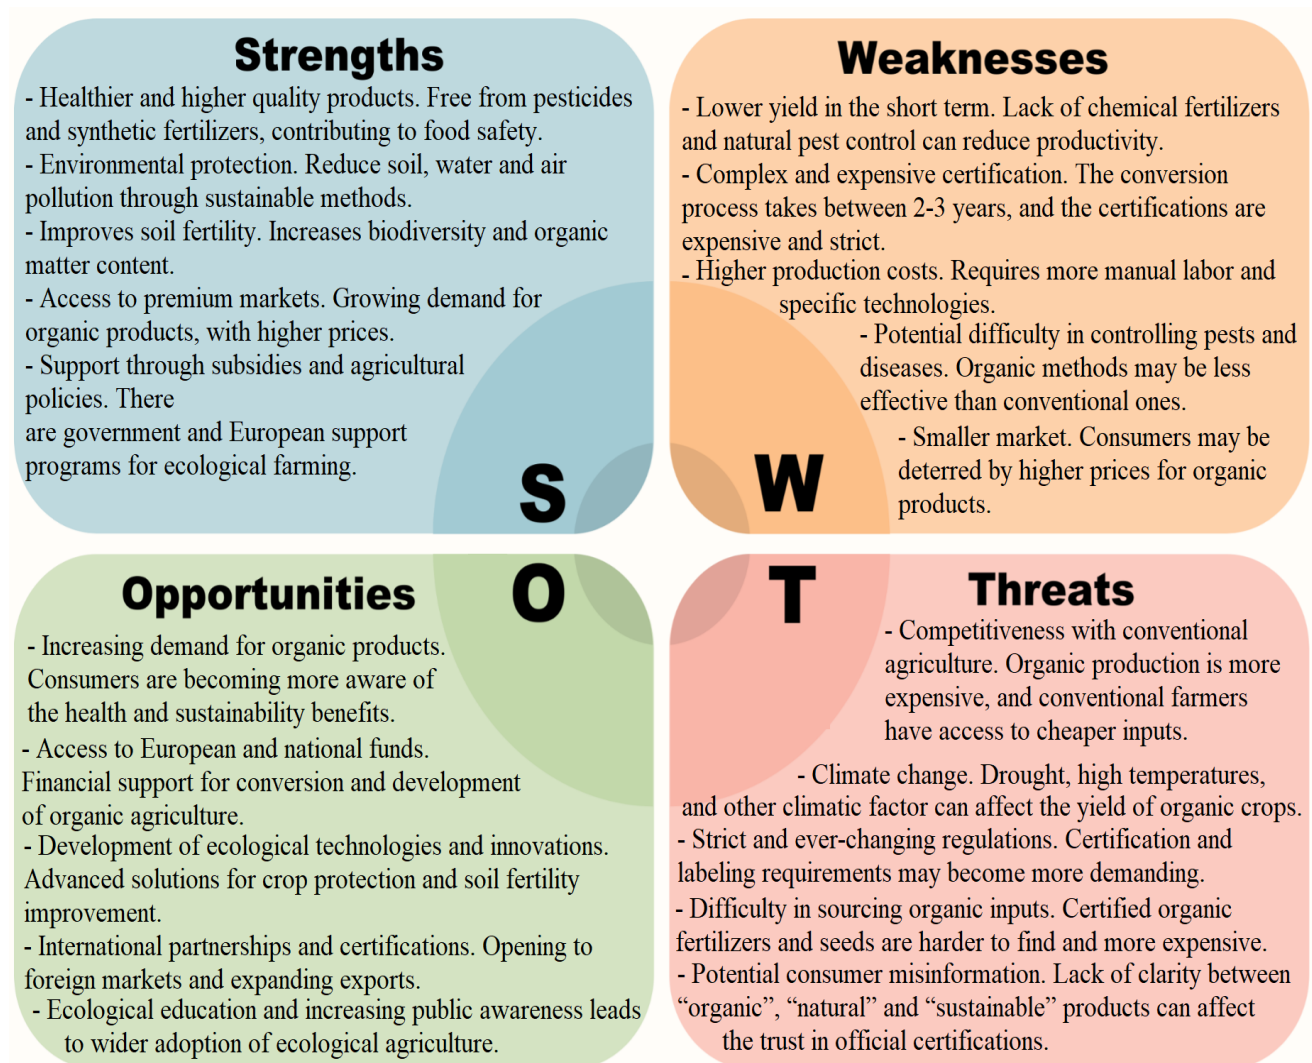 Strengths
- Healthier and higher quality products. Free from pesticides
and synthetic fertilizers, contributing to food safety.
- Environmental protection. Reduce soil, water and air
pollution through sustainable methods.
- Improves soil fertility. Increases biodiversity and organic
matter content.
- Access to premium markets. Growing demand for
organic products, with higher prices.
- Support through subsidies and agricultural
policies. There
are government and European support
programs for ecological farming.
S
Weaknesses
- Lower yield in the short term. Lack of chemical fertilizers
and natural pest control can reduce productivity.
- Complex and expensive certification. The conversion
process takes between 2-3 years, and the certifications are
expensive and strict.
- Higher production costs. Requires more manual labor and
specific technologies.
- Potential difficulty in controlling pests and
diseases. Organic methods may be less
effective than conventional ones.
- Smaller market. Consumers may be
deterred by higher prices for organic
products.
W
Opportunities
O
- Increasing demand for organic products.
Consumers are becoming more aware of
the health and sustainability benefits.
- Access to European and national funds.
Financial support for conversion and development
of organic agriculture.
- Development of ecological technologies and innovations.
Advanced solutions for crop protection and soil fertility
improvement.
- International partnerships and certifications. Opening to
foreign markets and expanding exports.
- Ecological education and increasing public awareness leads
to wider adoption of ecological agriculture.
T
Threats
- Competitiveness with conventional
agriculture. Organic production is more
expensive, and conventional farmers
have access to cheaper inputs.
- Climate change. Drought, high temperatures,
and other climatic factor can affect the yield of organic crops.
- Strict and ever-changing regulations. Certification and
labeling requirements may become more demanding.
- Difficulty in sourcing organic inputs. Certified organic
fertilizers and seeds are harder to find and more expensive.
- Potential consumer misinformation. Lack of clarity between
“organic”, “natural” and “sustainable” products can affect
the trust in official certifications.